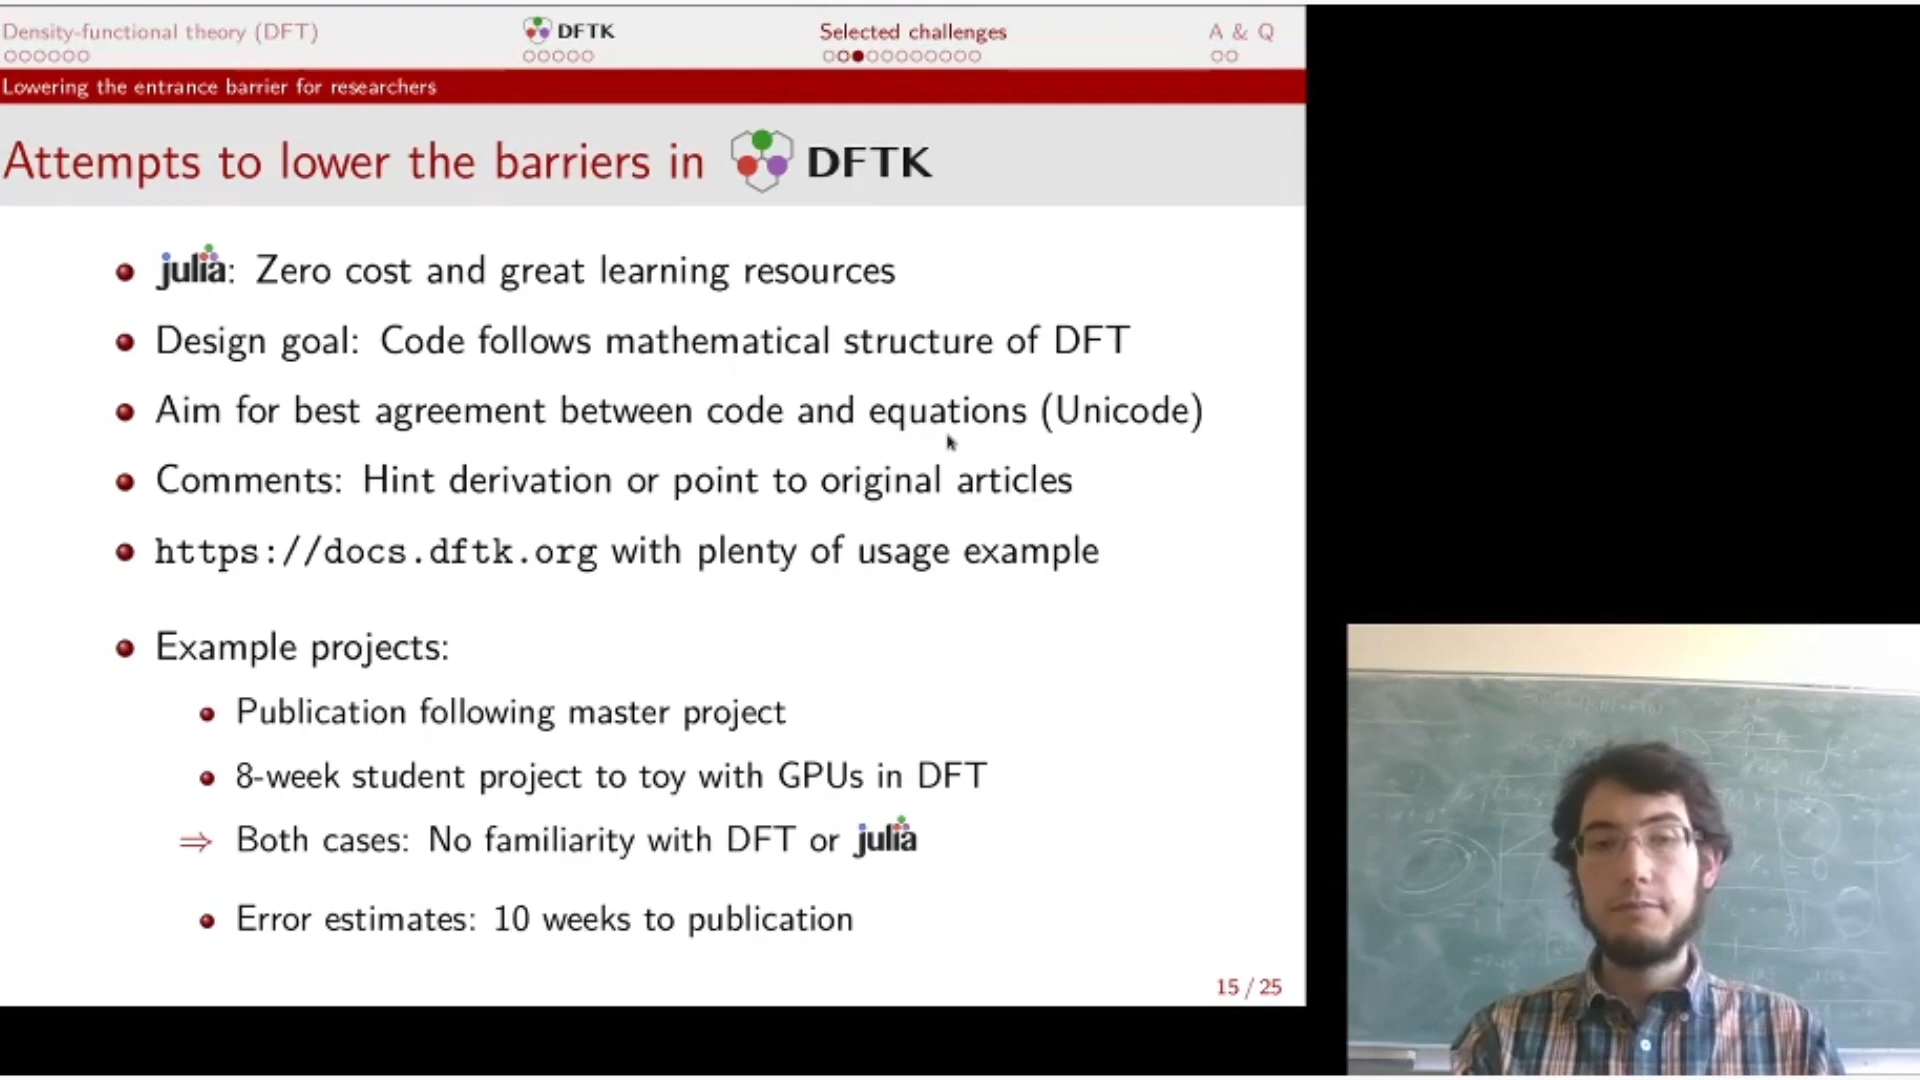 Density-functional theory (DFT)
DFTK
Selected challenges
A & Q
Lowering the entrance barrier for researchers
Attempts to lower the barriers in DFTK
julia: Zero cost and great learning resources
Design goal: Code follows mathematical structure of DFT
Aim for best agreement between code and equations (Unicode)
Comments: Hint derivation or point to original articles
https://docs.dftk.org with plenty of usage example
Example projects:
Publication following master project
8-week student project to toy with GPUs in DFT
⇒ Both cases: No familiarity with DFT or julia
Error estimates: 10 weeks to publication
15 / 25